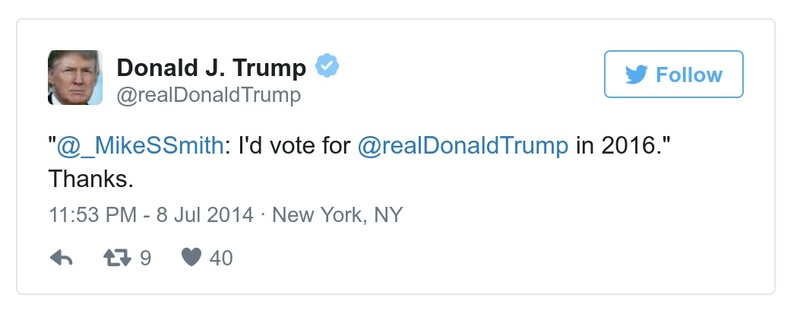 Donald J. Trump
@realDonaldTrump
Follow
"@_MikeSSmith: I'd vote for @realDonaldTrump in 2016."
Thanks.
11:53 PM - 8 Jul 2014 · New York, NY
9 40